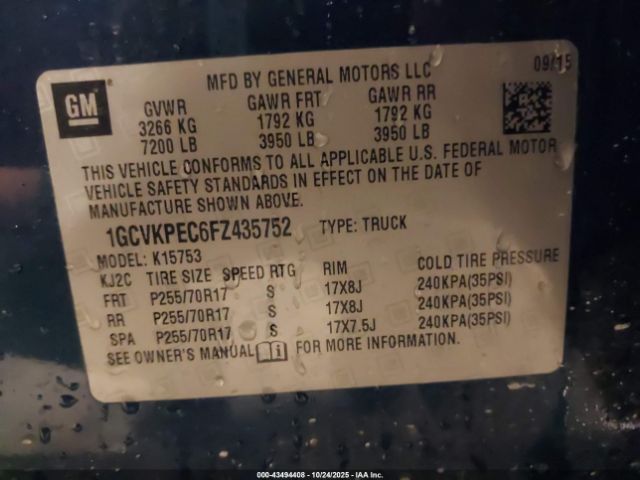 MFD BY GENERAL MOTORS LLC
09/15
GM
GVWR GAWR FRT GAWR RR
3266 KG 1792 KG 1792 KG
7200 LB 3950 LB 3950 LB
THIS VEHICLE CONFORMS TO ALL APPLICABLE U.S. FEDERAL MOTOR
VEHICLE SAFETY STANDARDS IN EFFECT ON THE DATE OF
MANUFACTURE SHOWN ABOVE.
1GCVKPEC6FZ435752 TYPE: TRUCK
MODEL: K15753
KJ2C TIRE SIZE SPEED RTG RIM COLD TIRE PRESSURE
FRT P255/70R17 S 17X8J 240KPA(35PSI)
RR P255/70R17 S 17X8J 240KPA(35PSI)
SPA P255/70R17 S 17X7.5J 240KPA(35PSI)
SEE OWNER'S MANUAL FOR MORE INFORMATION.
© 00-43494408 - 10/24/2025 - IAA Inc.